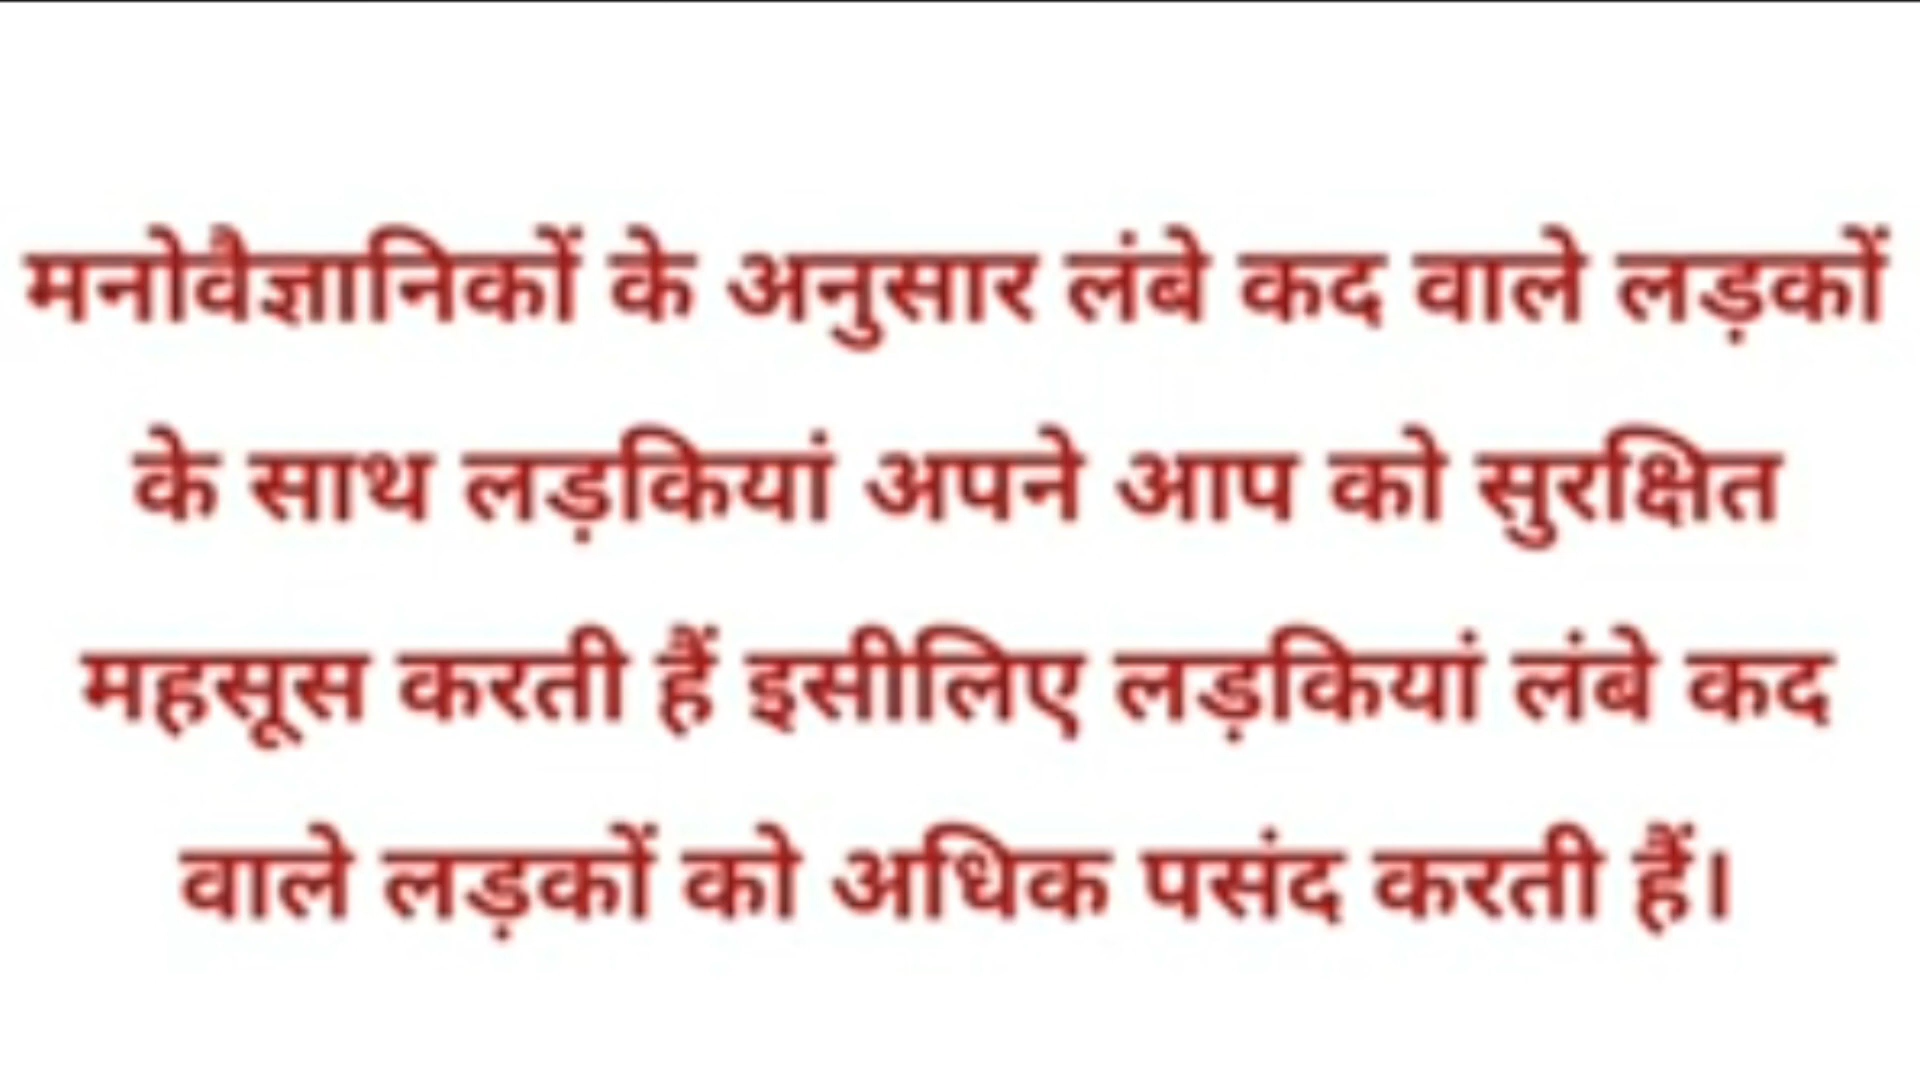 मनोवैज्ञानिकों के अनुसार लंबे कद वाले लड़कों
के साथ लड़कियां अपने आप को सुरक्षित
महसूस करती हैं इसीलिए लड़कियां लंबे कद
वाले लड़कों को अधिक पसंद करती हैं।